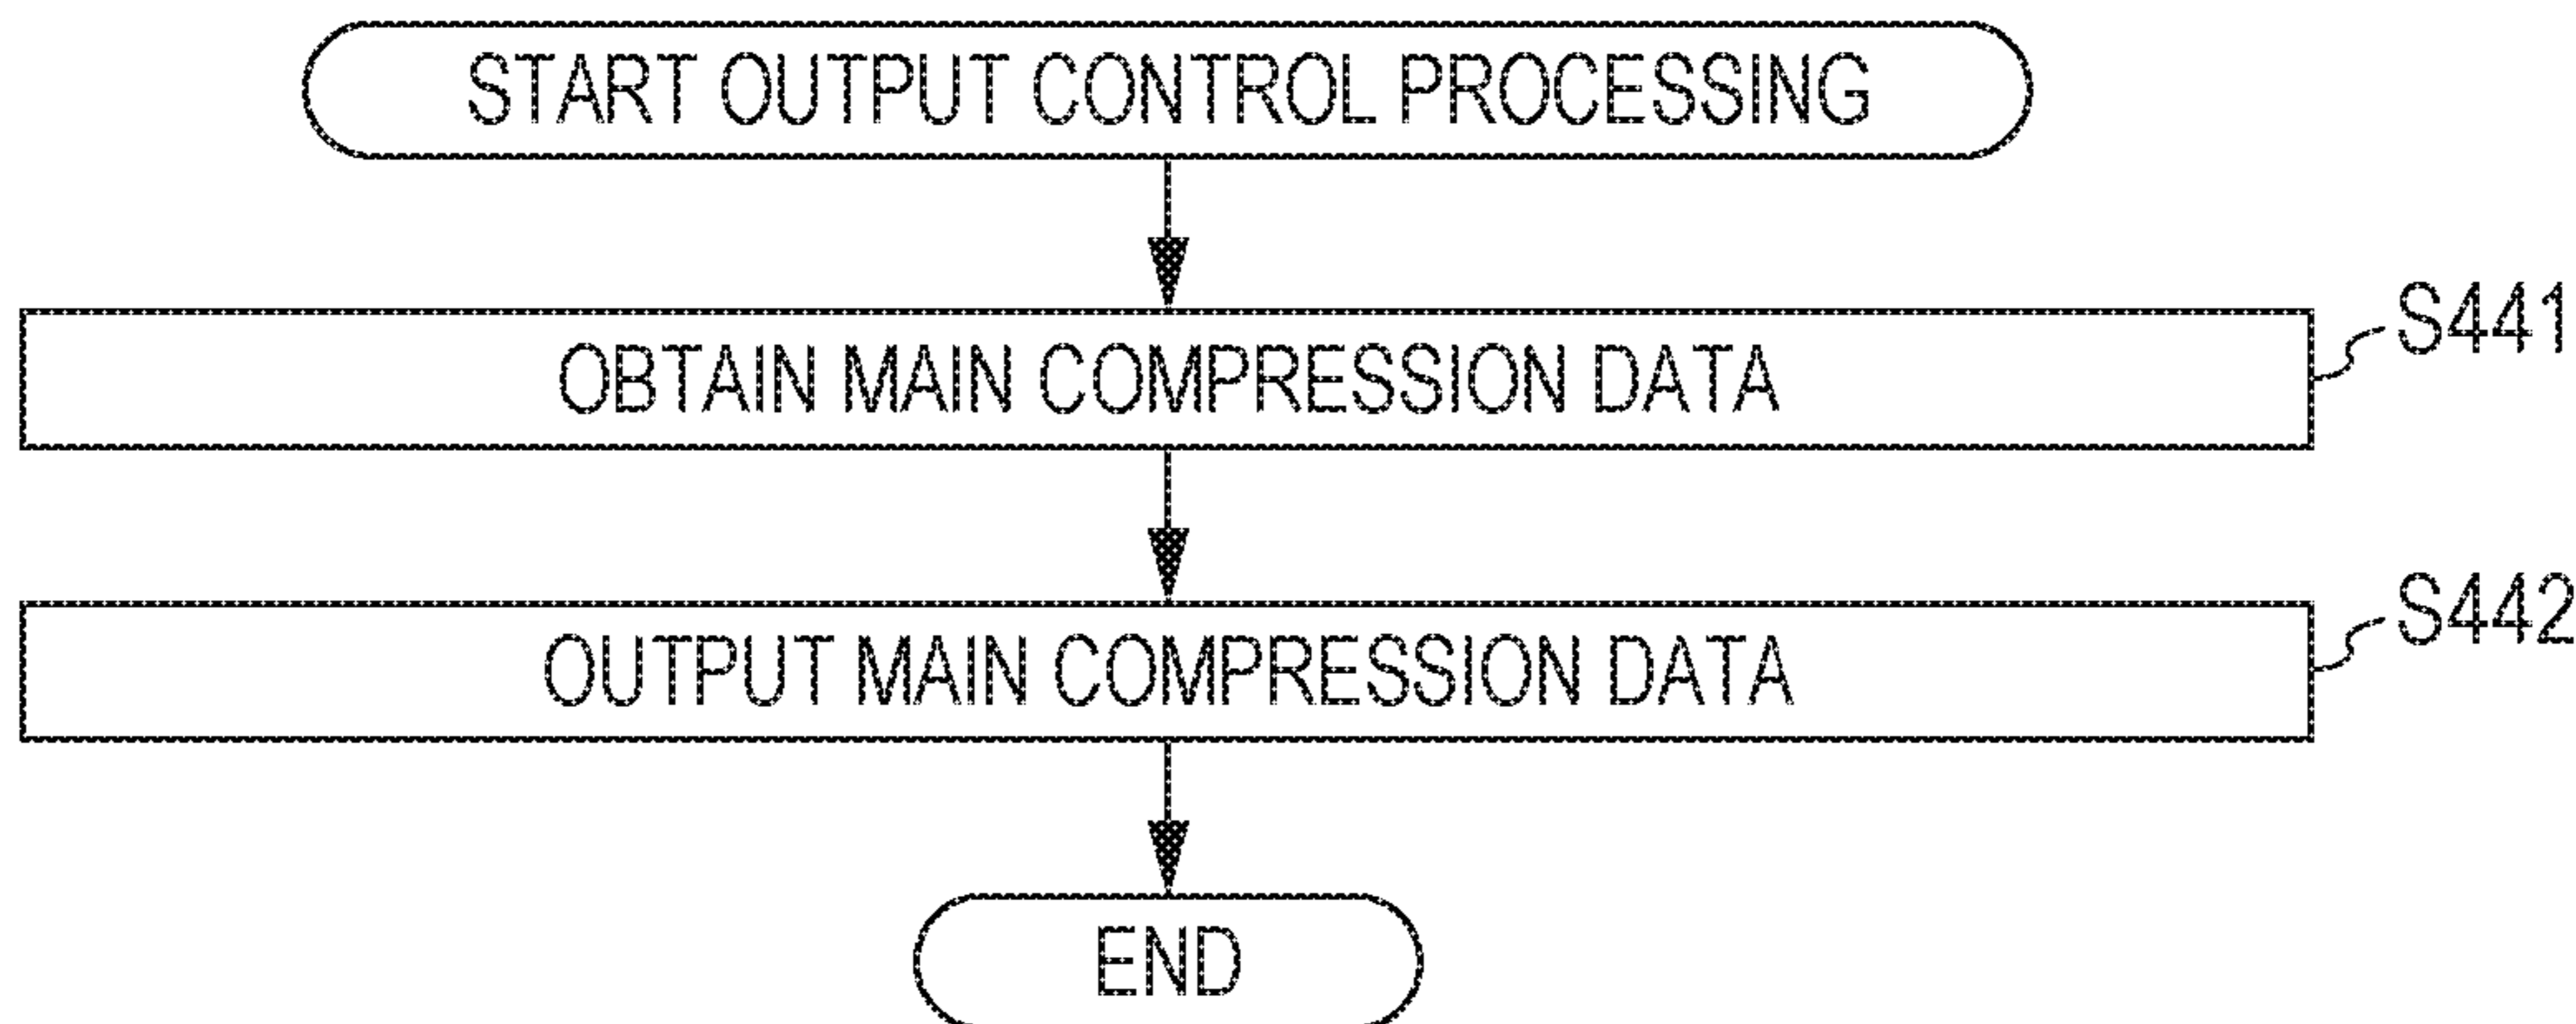 START OUTPUT CONTROL PROCESSING
OBTAIN MAIN COMPRESSION DATA
S441
OUTPUT MAIN COMPRESSION DATA
S442
END